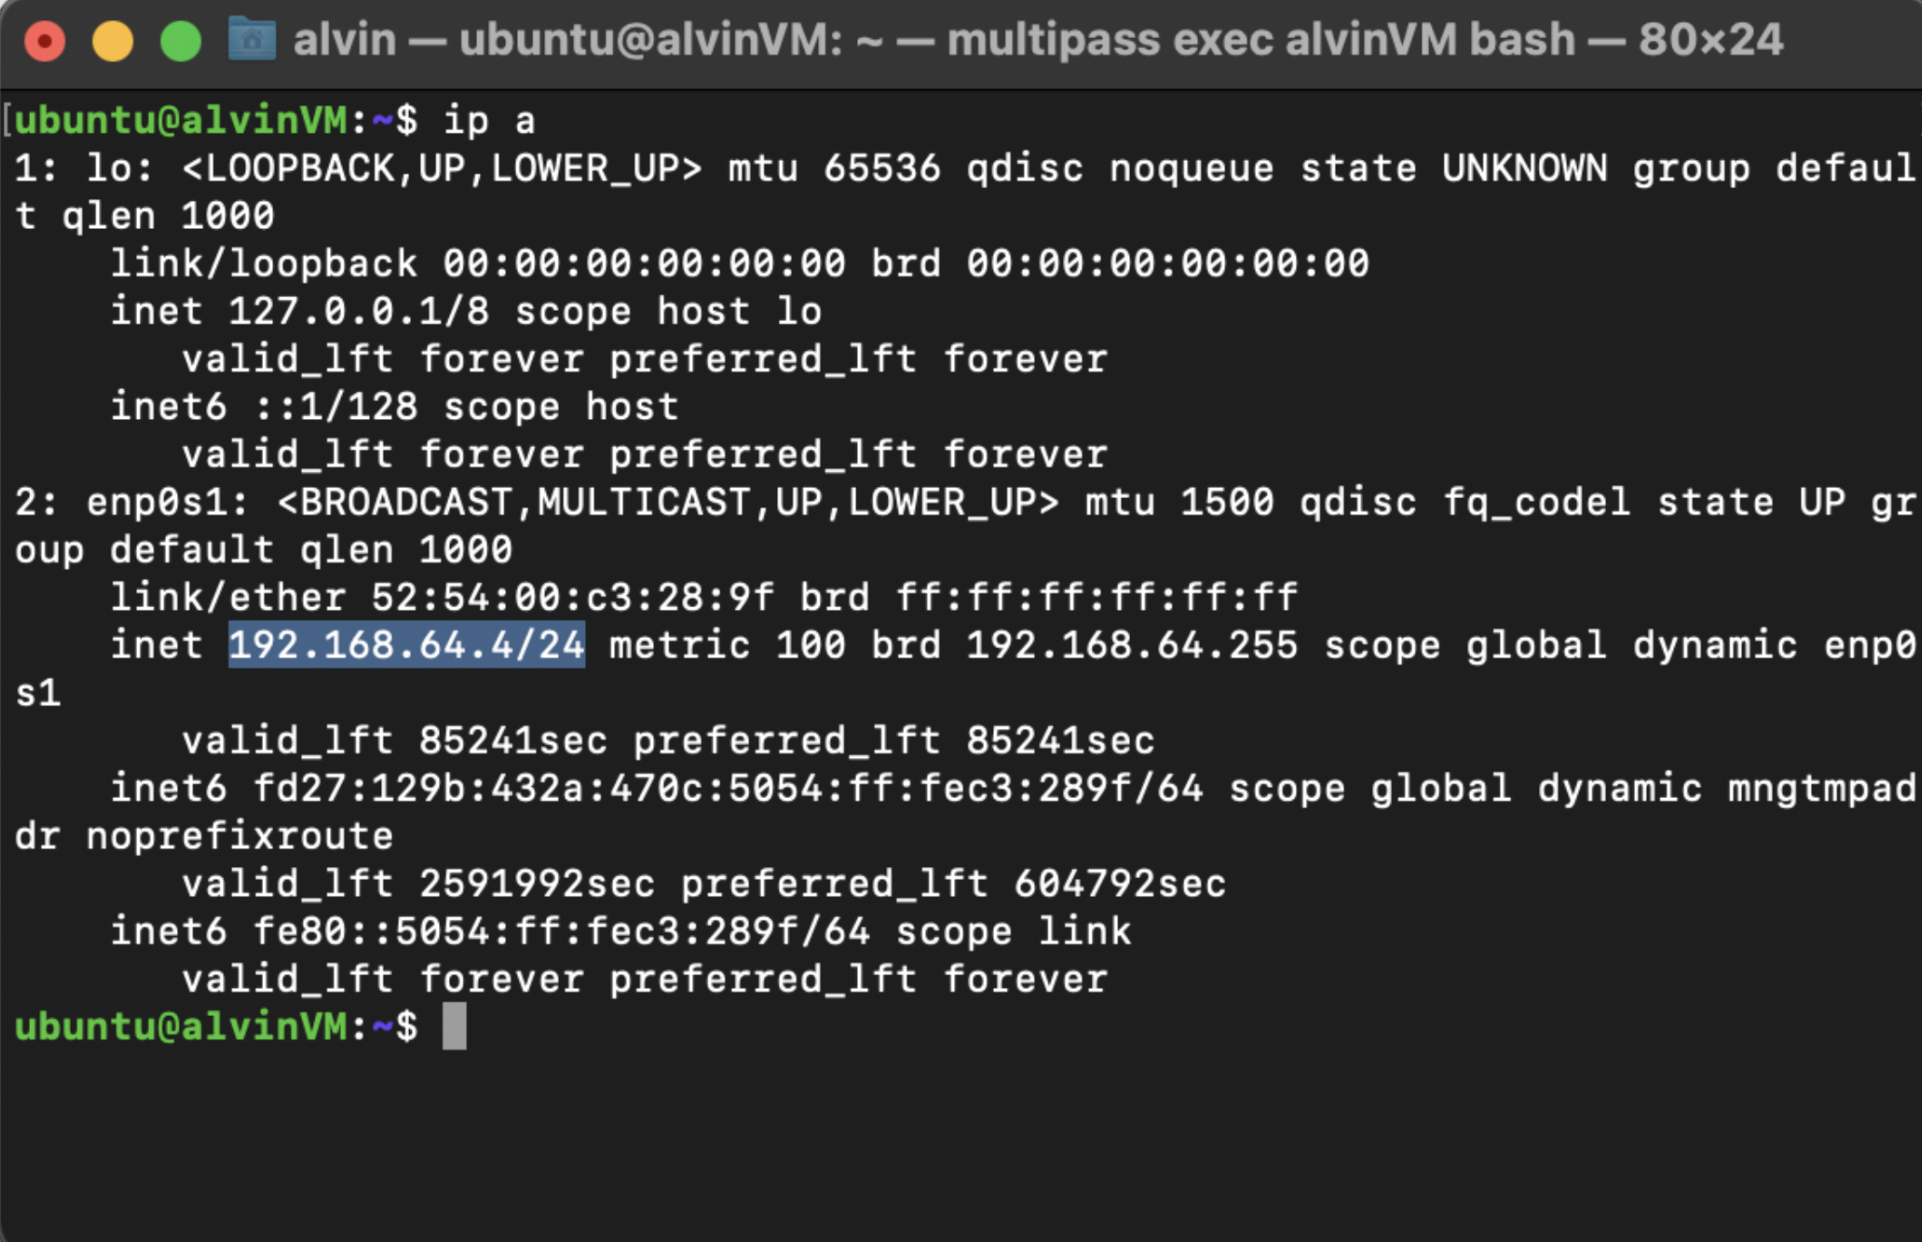 alvin — ubuntu@alvinVM: ~ — multipass exec alvinVM bash — 80×24
[ubuntu@alvinVM:~$ ip a
1: lo: <LOOPBACK,UP,LOWER_UP> mtu 65536 qdisc noqueue state UNKNOWN group defaul
t qlen 1000
    link/loopback 00:00:00:00:00:00 brd 00:00:00:00:00:00
    inet 127.0.0.1/8 scope host lo
       valid_lft forever preferred_lft forever
    inet6 ::1/128 scope host
       valid_lft forever preferred_lft forever
2: enp0s1: <BROADCAST,MULTICAST,UP,LOWER_UP> mtu 1500 qdisc fq_codel state UP gr
oup default qlen 1000
    link/ether 52:54:00:c3:28:9f brd ff:ff:ff:ff:ff:ff
    inet 192.168.64.4/24 metric 100 brd 192.168.64.255 scope global dynamic enp0
s1
       valid_lft 85241sec preferred_lft 85241sec
    inet6 fd27:129b:432a:470c:5054:ff:fec3:289f/64 scope global dynamic mngtmpad
dr noprefixroute
       valid_lft 2591992sec preferred_lft 604792sec
    inet6 fe80::5054:ff:fec3:289f/64 scope link
       valid_lft forever preferred_lft forever
ubuntu@alvinVM:~$